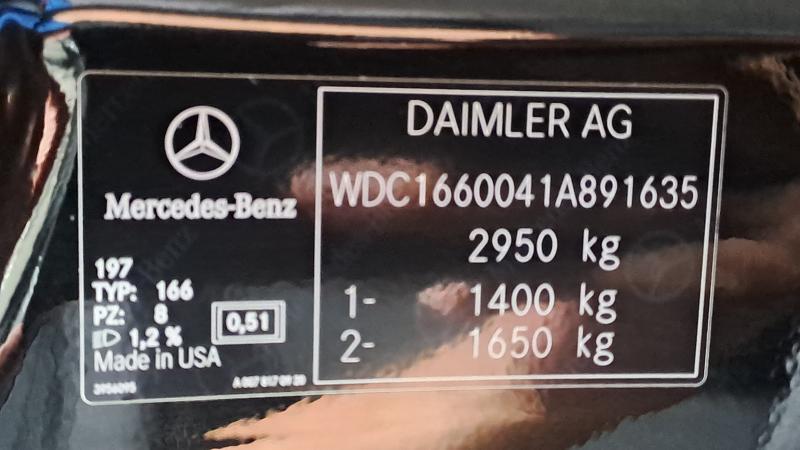 Mercedes-Benz
197
TYP: 166
PZ: 8
1,2 %
0,51
Made in USA
DAIMLER AG
WDC1660041A891635
2950 kg
1- 1400 kg
2- 1650 kg